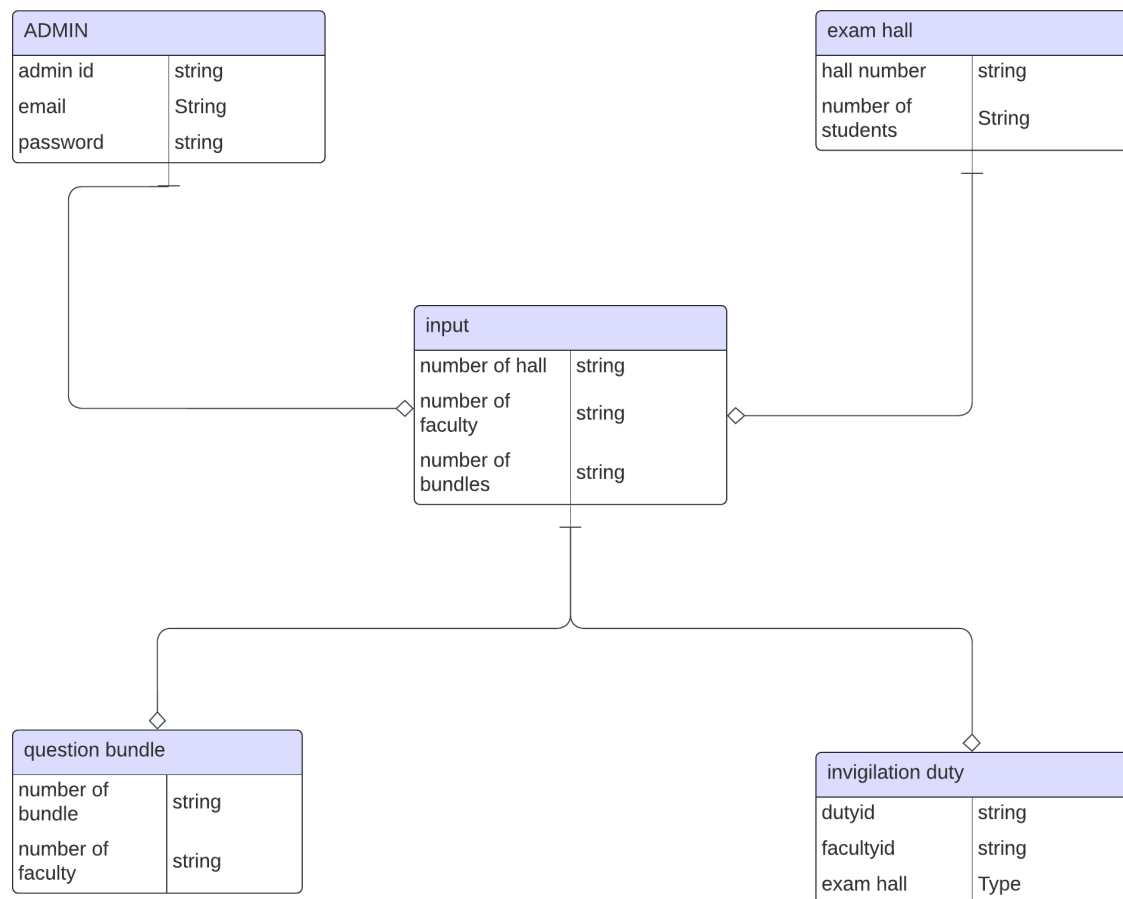 ADMIN
admin id string
email String
password string
exam hall
hall number string
number of
students
String
input
number of hall string
number of
faculty
string
number of
bundles
string
question bundle
number of
bundle
string
number of
faculty
string
invigilation duty
dutyid string
facultyid string
exam hall Type